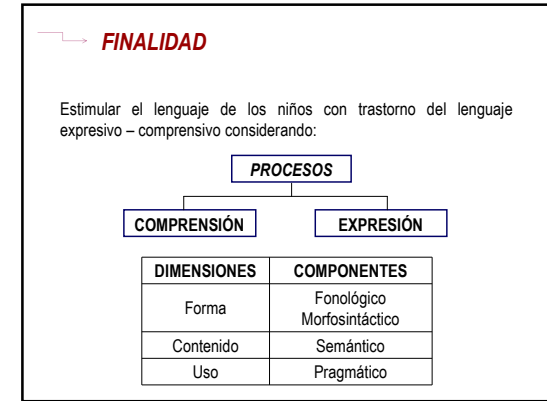 FINALIDAD
Estimular el lenguaje de los niños con trastorno del lenguaje
expresivo – comprensivo considerando:
PROCESOS
COMPRENSIÓN EXPRESIÓN
DIMENSIONES COMPONENTES
Forma Fonológico
Morfosintáctico
Contenido Semántico
Uso Pragmático